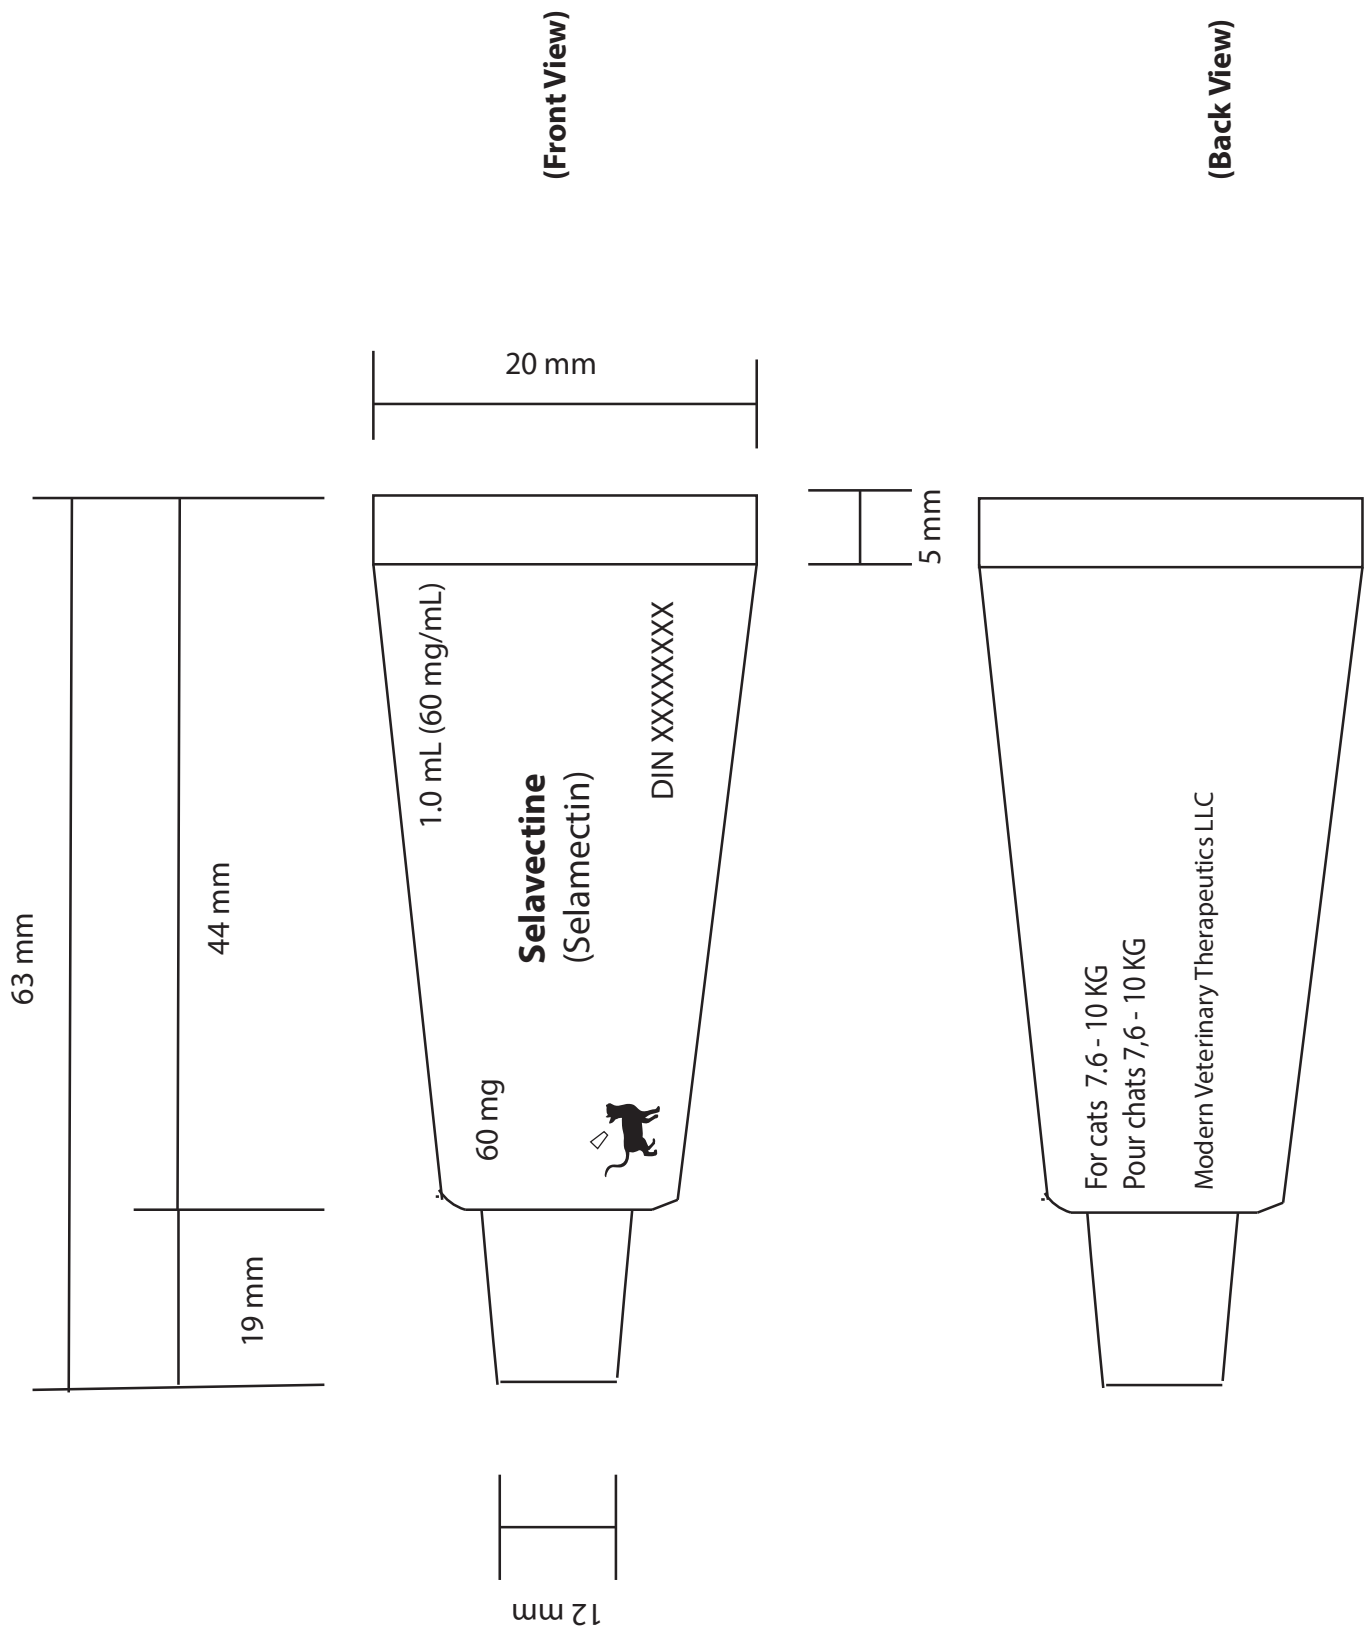 (Front View)
63 mm
44 mm
19 mm
20 mm
5 mm
12 mm
60 mg
1.0 mL (60 mg/mL)
Selavectine
(Selamectin)
DIN XXXXXXXX
(Back View)
For cats 7.6 - 10 KG
Pour chats 7,6 - 10 KG
Modern Veterinary Therapeutics LLC